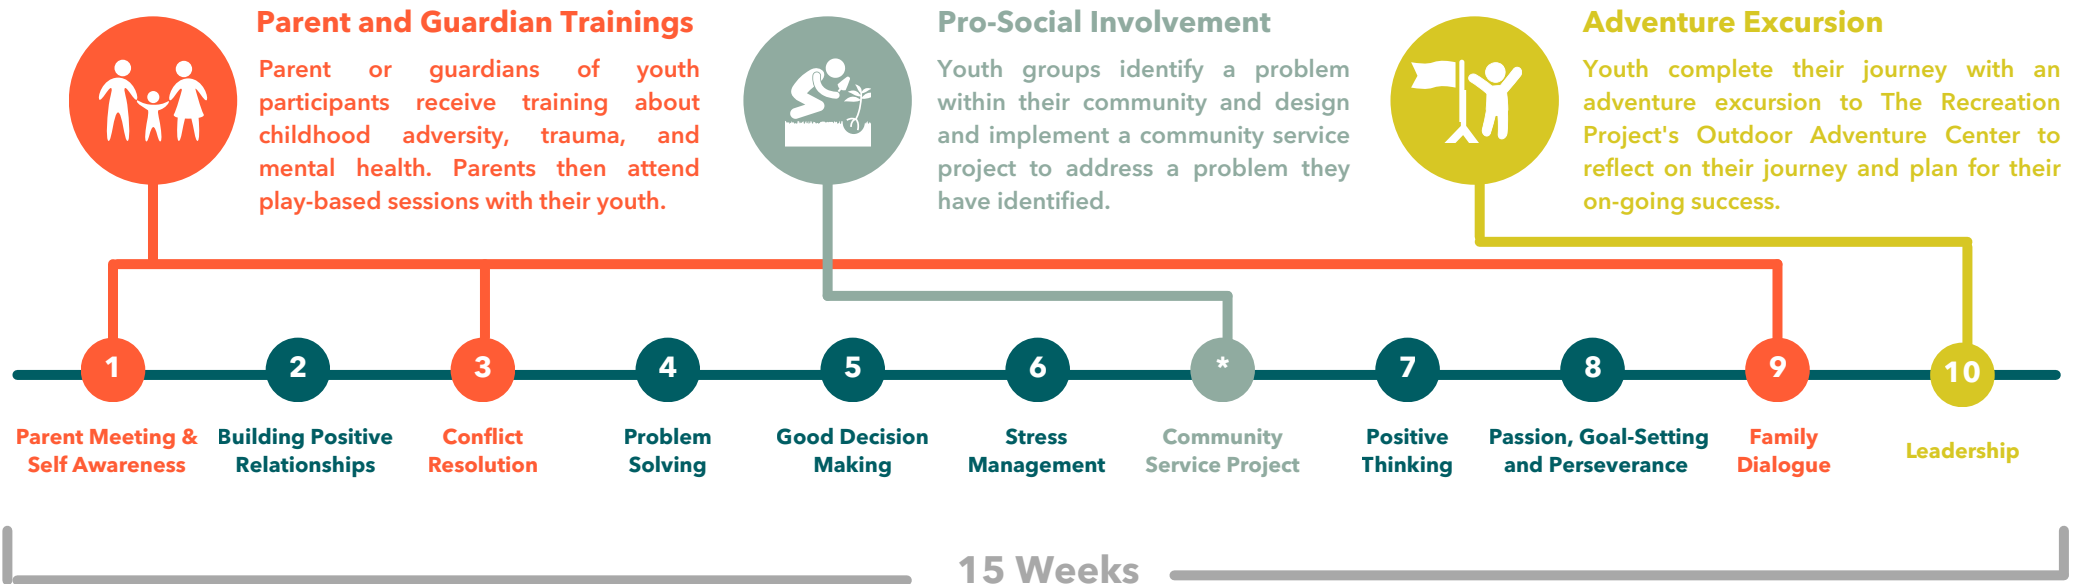 Parent and Guardian Trainings
Parent or guardians of youth
participants receive training about
childhood adversity, trauma, and
mental health. Parents then attend
play-based sessions with their youth.
Pro-Social Involvement
Youth groups identify a problem
within their community and design
and implement a community service
project to address a problem they
have identified.
Adventure Excursion
Youth complete their journey with an
adventure excursion to The Recreation
Project's Outdoor Adventure Center to
reflect on their journey and plan for their
on-going success.
1
Parent Meeting &
Self Awareness
2
Building Positive
Relationships
3
Conflict
Resolution
4
Problem
Solving
5
Good Decision
Making
6
Stress
Management
*
Community
Service Project
7
Positive
Thinking
8
Passion, Goal-Setting
and Perseverance
9
Family
Dialogue
10
Leadership
15 Weeks